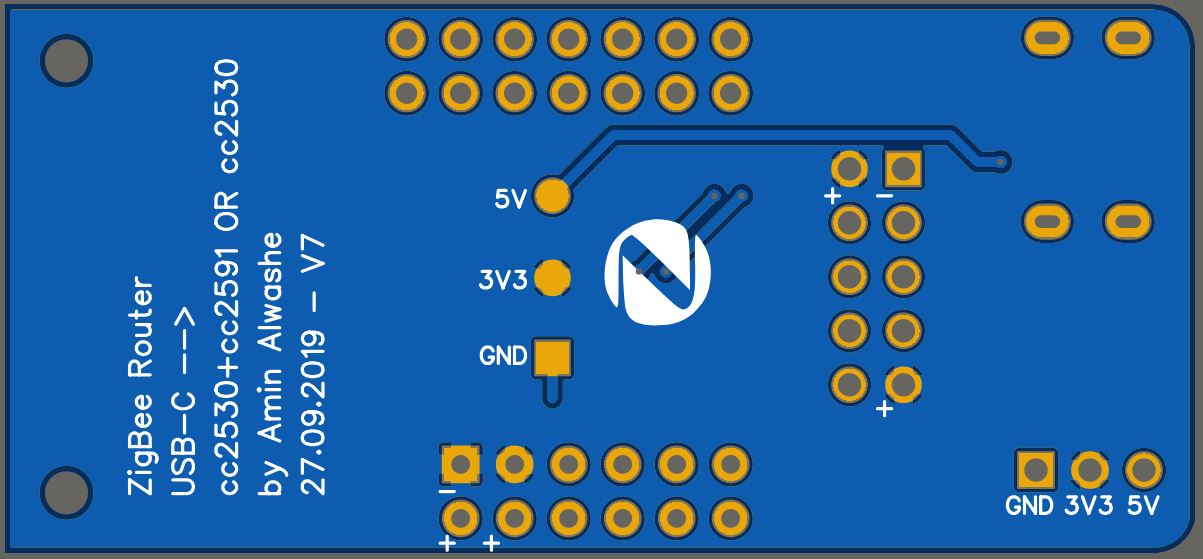 ZigBee Router
USB-C -->
cc2530+cc2591 OR cc2530
by Amin Alwashe
27.09.2019 - V7
5V
3V3
GND
+ -
+
-
+ +
GND 3V3 5V